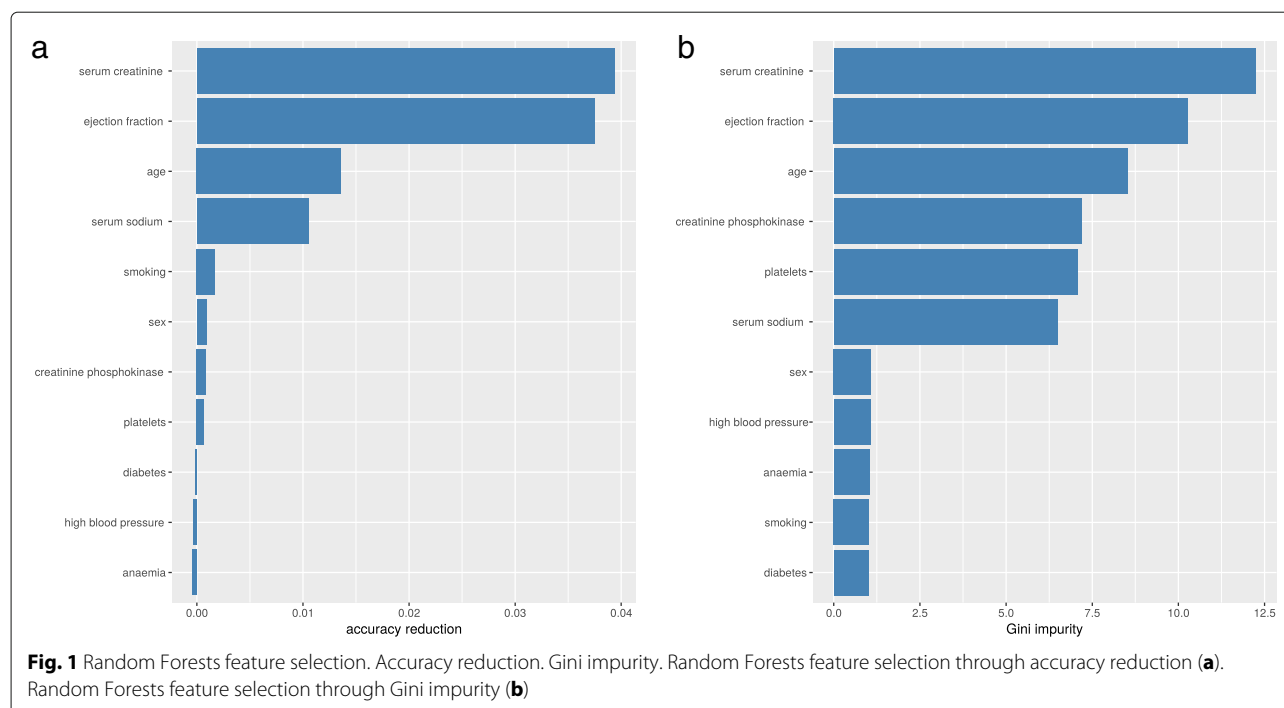 a
serum creatinine
ejection fraction
age
serum sodium
smoking
sex
creatinine phosphokinase
platelets
diabetes
high blood pressure
anaemia
0.00 0.01 0.02 0.03 0.04
accuracy reduction
b
serum creatinine
ejection fraction
age
creatinine phosphokinase
platelets
serum sodium
sex
high blood pressure
anaemia
smoking
diabetes
0.0 2.5 5.0 7.5 10.0 12.5
Gini impurity
Fig. 1 Random Forests feature selection. Accuracy reduction. Gini impurity. Random Forests feature selection through accuracy reduction (a).
Random Forests feature selection through Gini impurity (b)